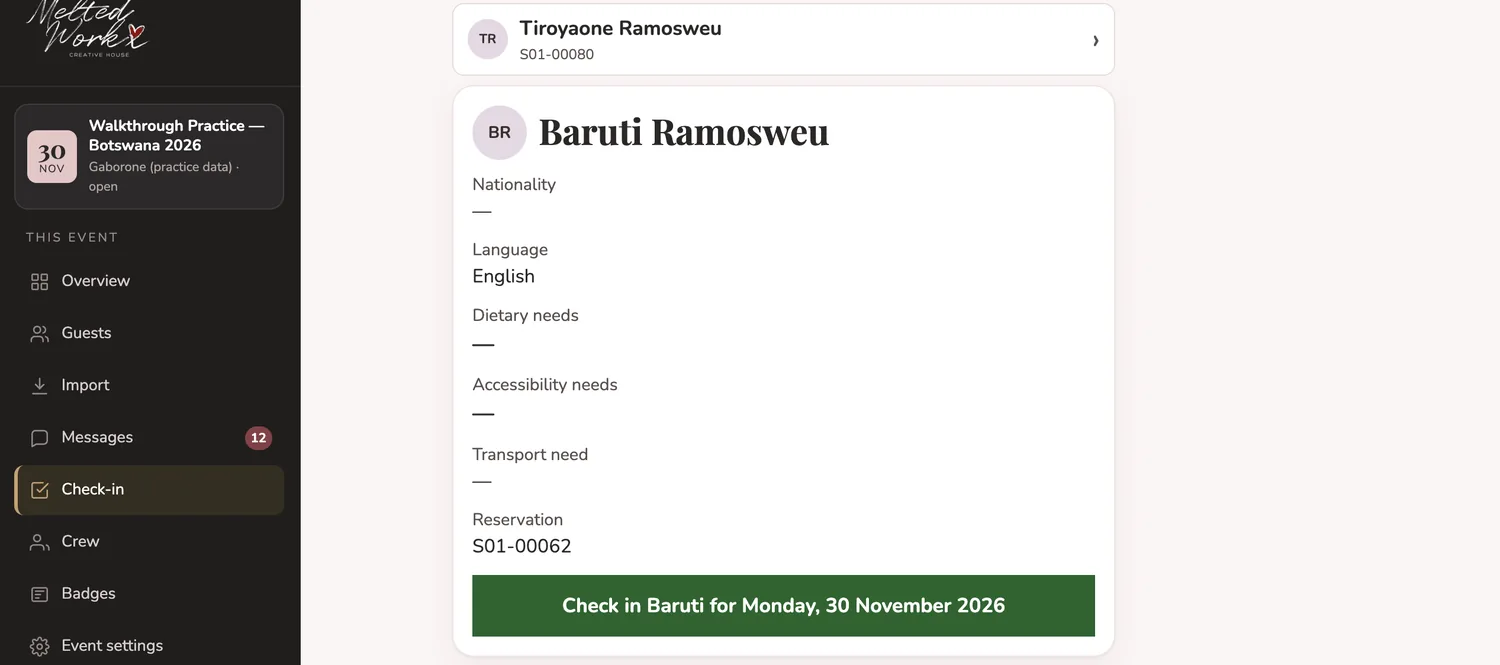 Melted
Work
CREATIVE HOUSE
30
NOV
Walkthrough Practice —
Botswana 2026
Gaborone (practice data) ·
open
THIS EVENT
Overview
Guests
Import
Messages
12
Check-in
Crew
Badges
Event settings
TR
Tiroyaone Ramosweu
S01-00080
›
BR
Baruti Ramosweu
Nationality
—
Language
English
Dietary needs
—
Accessibility needs
—
Transport need
—
Reservation
S01-00062
Check in Baruti for Monday, 30 November 2026